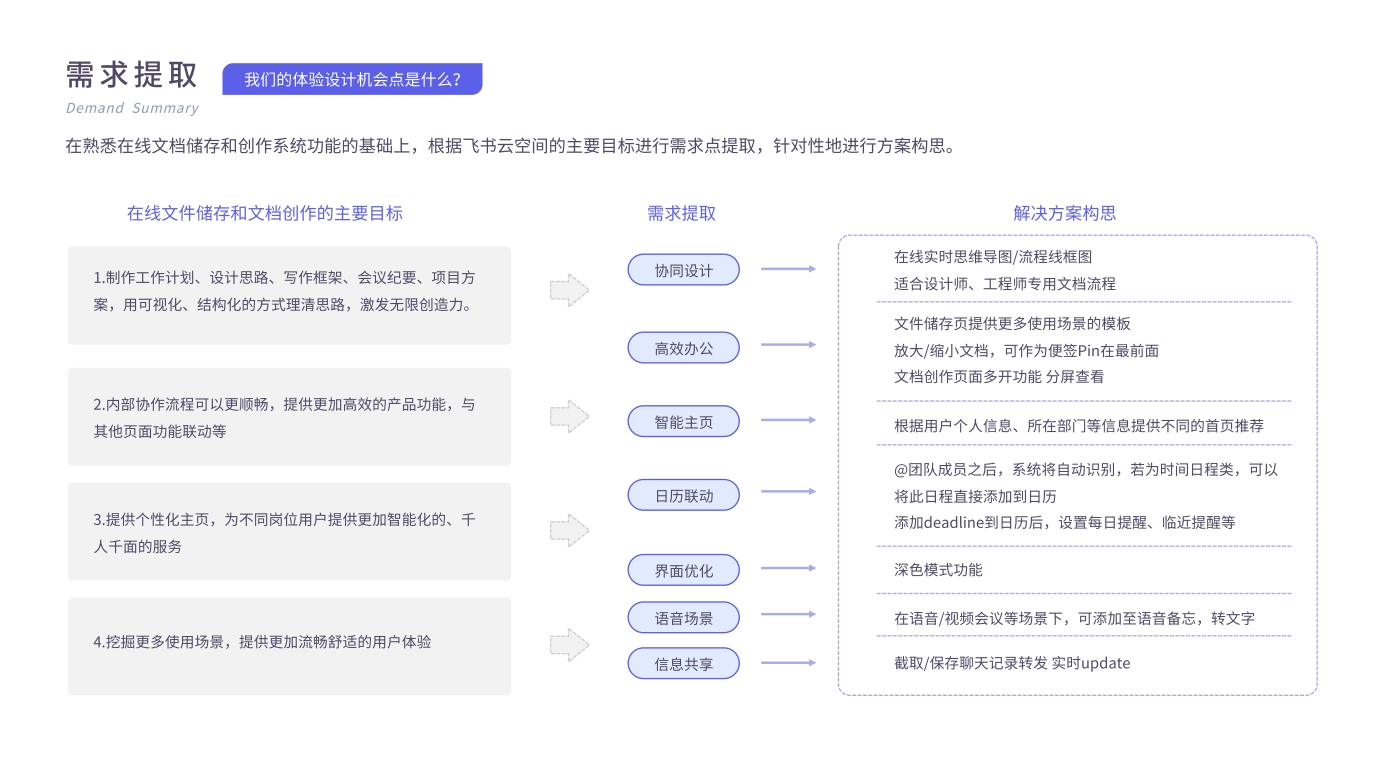 需求提取
我们的体验设计机会点是什么?
Demand Summary
在熟悉在线文档储存和创作系统功能的基础上，根据飞书云空间的主要目标进行需求点提取，针对性地进行方案构思。
在线文件储存和文档创作的主要目标
1.制作工作计划、设计思路、写作框架、会议纪要、项目方
案，用可视化、结构化的方式理清思路，激发无限创造力。
2.内部协作流程可以更顺畅，提供更加高效的产品功能，与
其他页面功能联动等
3.提供个性化主页，为不同岗位用户提供更加智能化的、千
人千面的服务
4.挖掘更多使用场景，提供更加流畅舒适的用户体验
需求提取
协同设计
高效办公
智能主页
日历联动
界面优化
语音场景
信息共享
解决方案构思
在线实时思维导图/流程线框图
适合设计师、工程师专用文档流程
文件储存页提供更多使用场景的模板
放大/缩小文档，可作为便签Pin在最前面
文档创作页面多开功能 分屏查看
根据用户个人信息、所在部门等信息提供不同的首页推荐
@团队成员之后，系统将自动识别，若为时间日程类，可以
将此日程直接添加到日历
添加deadline到日历后，设置每日提醒、临近提醒等
深色模式功能
在语音/视频会议等场景下，可添加至语音备忘，转文字
截取/保存聊天记录转发 实时update